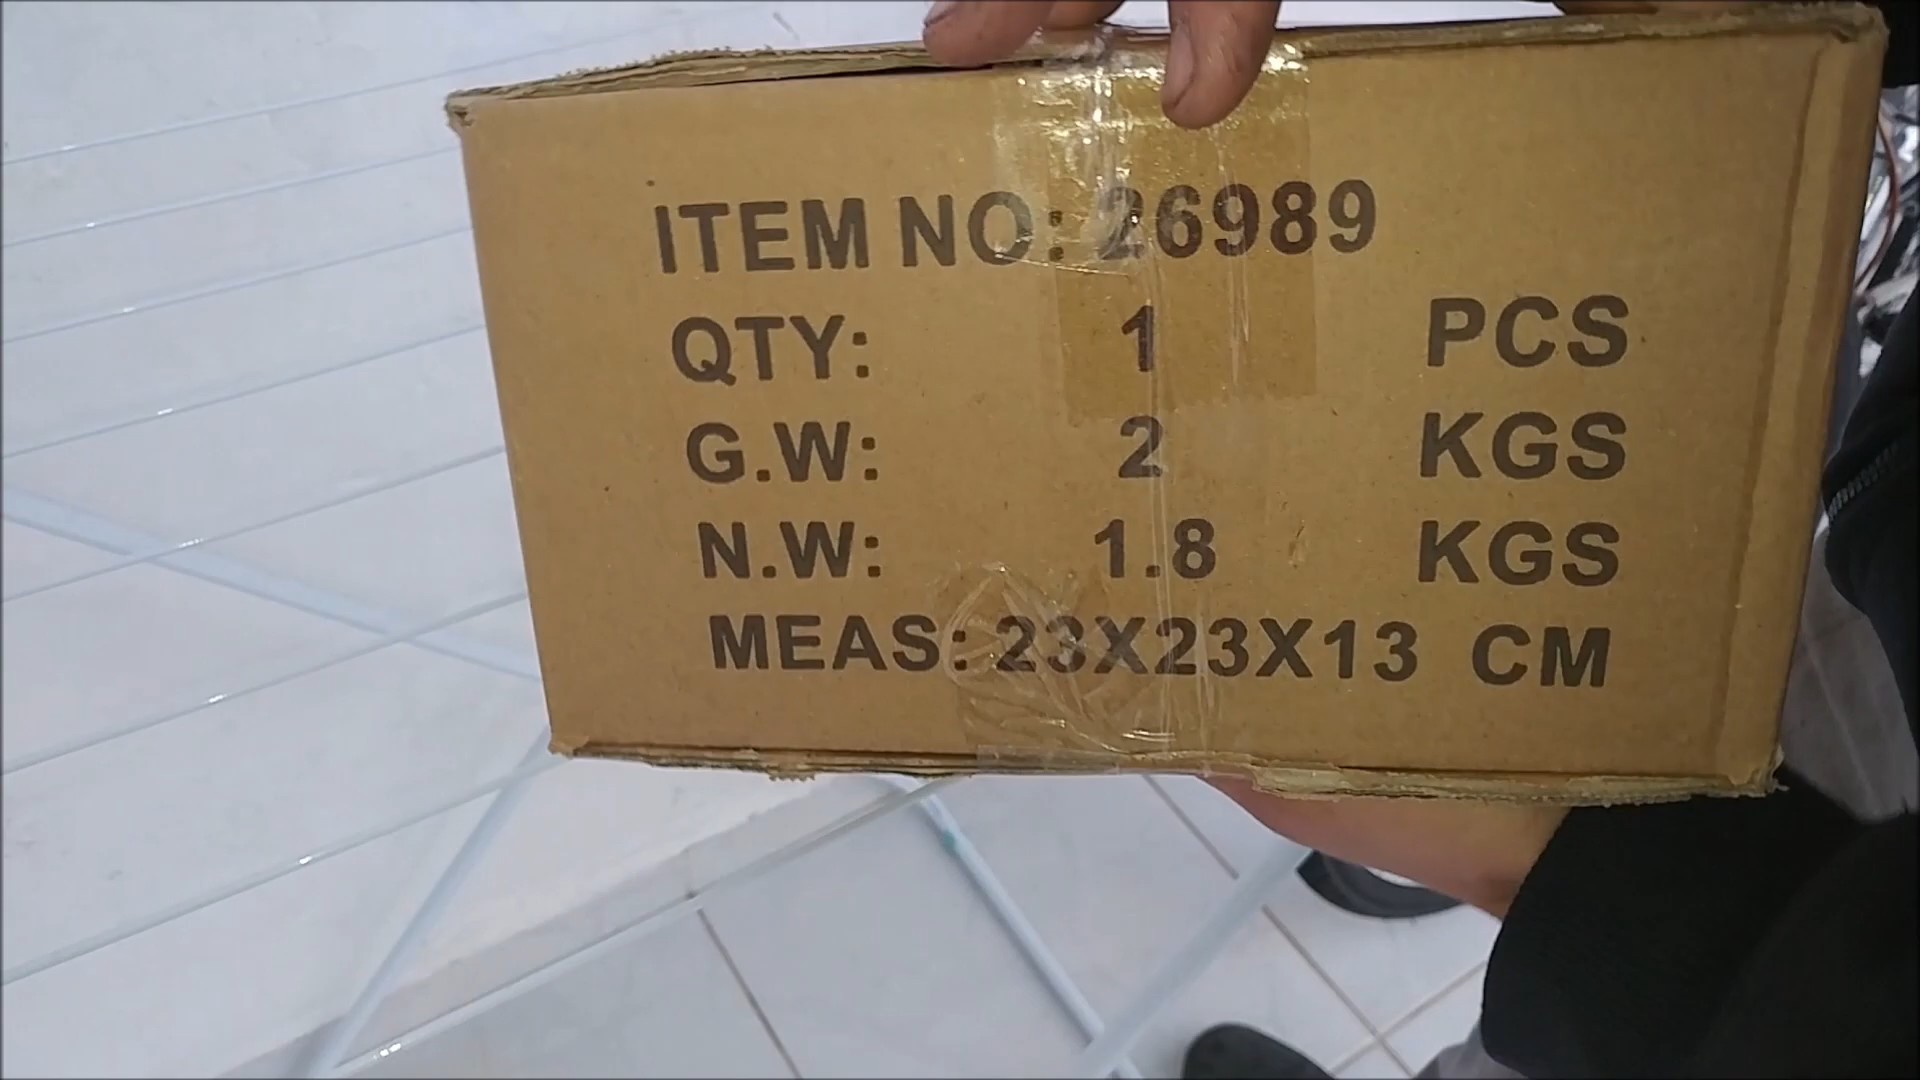 ITEM NO: 26989
QTY: 1 PCS
G.W: 2 KGS
N.W: 1.8 KGS
MEAS: 23X23X13 CM